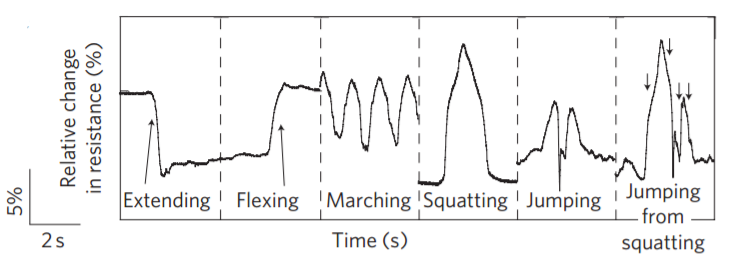 Relative change
in resistance (%)
5%
2 s
Extending
Flexing
Marching
Squatting
Jumping
Jumping
from
squatting
Time (s)